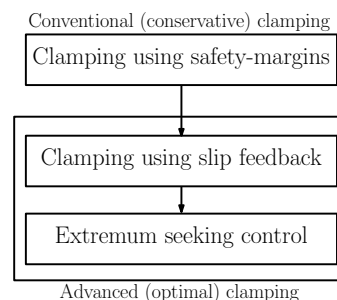 Conventional (conservative) clamping
Clamping using safety-margins
Clamping using slip feedback
Extremum seeking control
Advanced (optimal) clamping